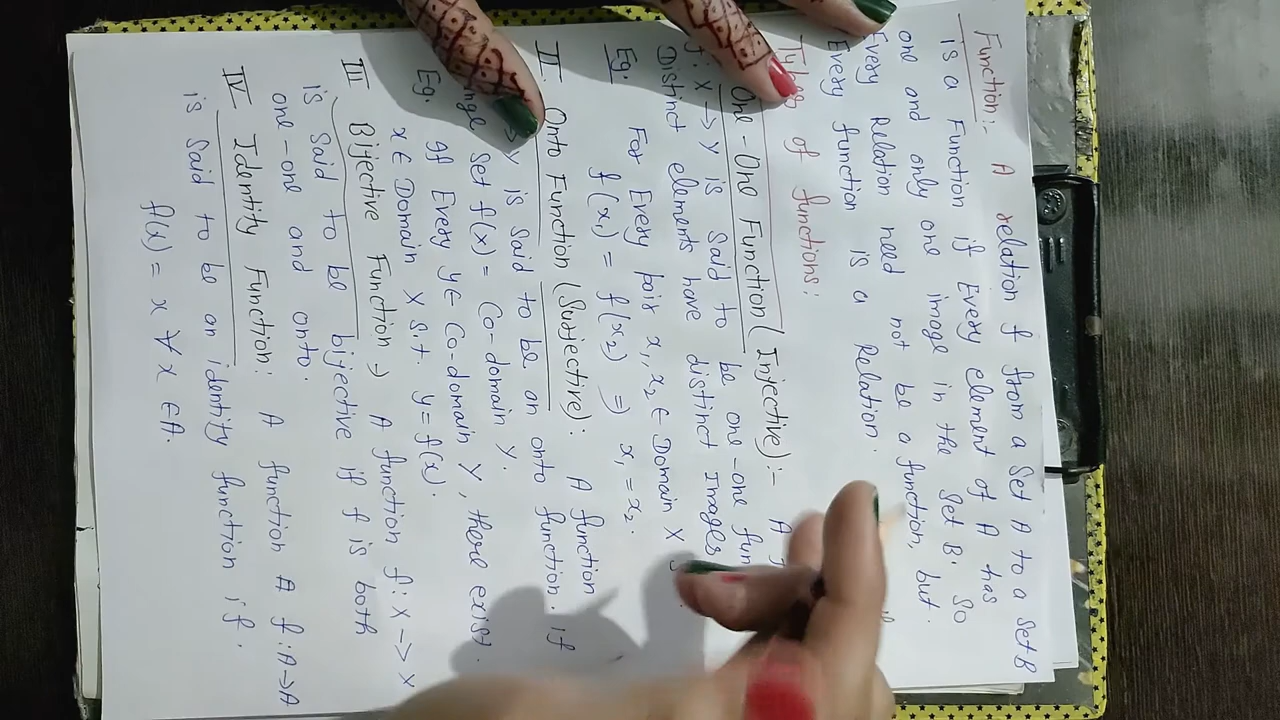 Function:- A relation f from a Set A to a Set B
is a Function if Every element of A has
one and only one image in the Set B. So
Every Relation need not be a function, but
Every function is a Relation.
Types of functions:
One-One Function (Injective):- A
f: X → Y is Said to be one-one fun
Distinct elements have distinct Images
Eg. For Every pair x₁, x₂ ∈ Domain X
f(x₁) = f(x₂) ⇒ x₁ = x₂.
II Onto Function (Surjective): A function
→ Y is Said to be an onto function. if
Set f(x) = Co-domain Y.
Eg. If Every y ∈ Co-domain Y, there exist.
x ∈ Domain X s.t. y = f(x).
III Bijective Function ⇒ A function f: X → X
is Said to be bijective if f is both
one-one and onto.
IV Identity Function: A function A f: A→A
is Said to be an identity function if.
f(x) = x ∀ x ∈ A.